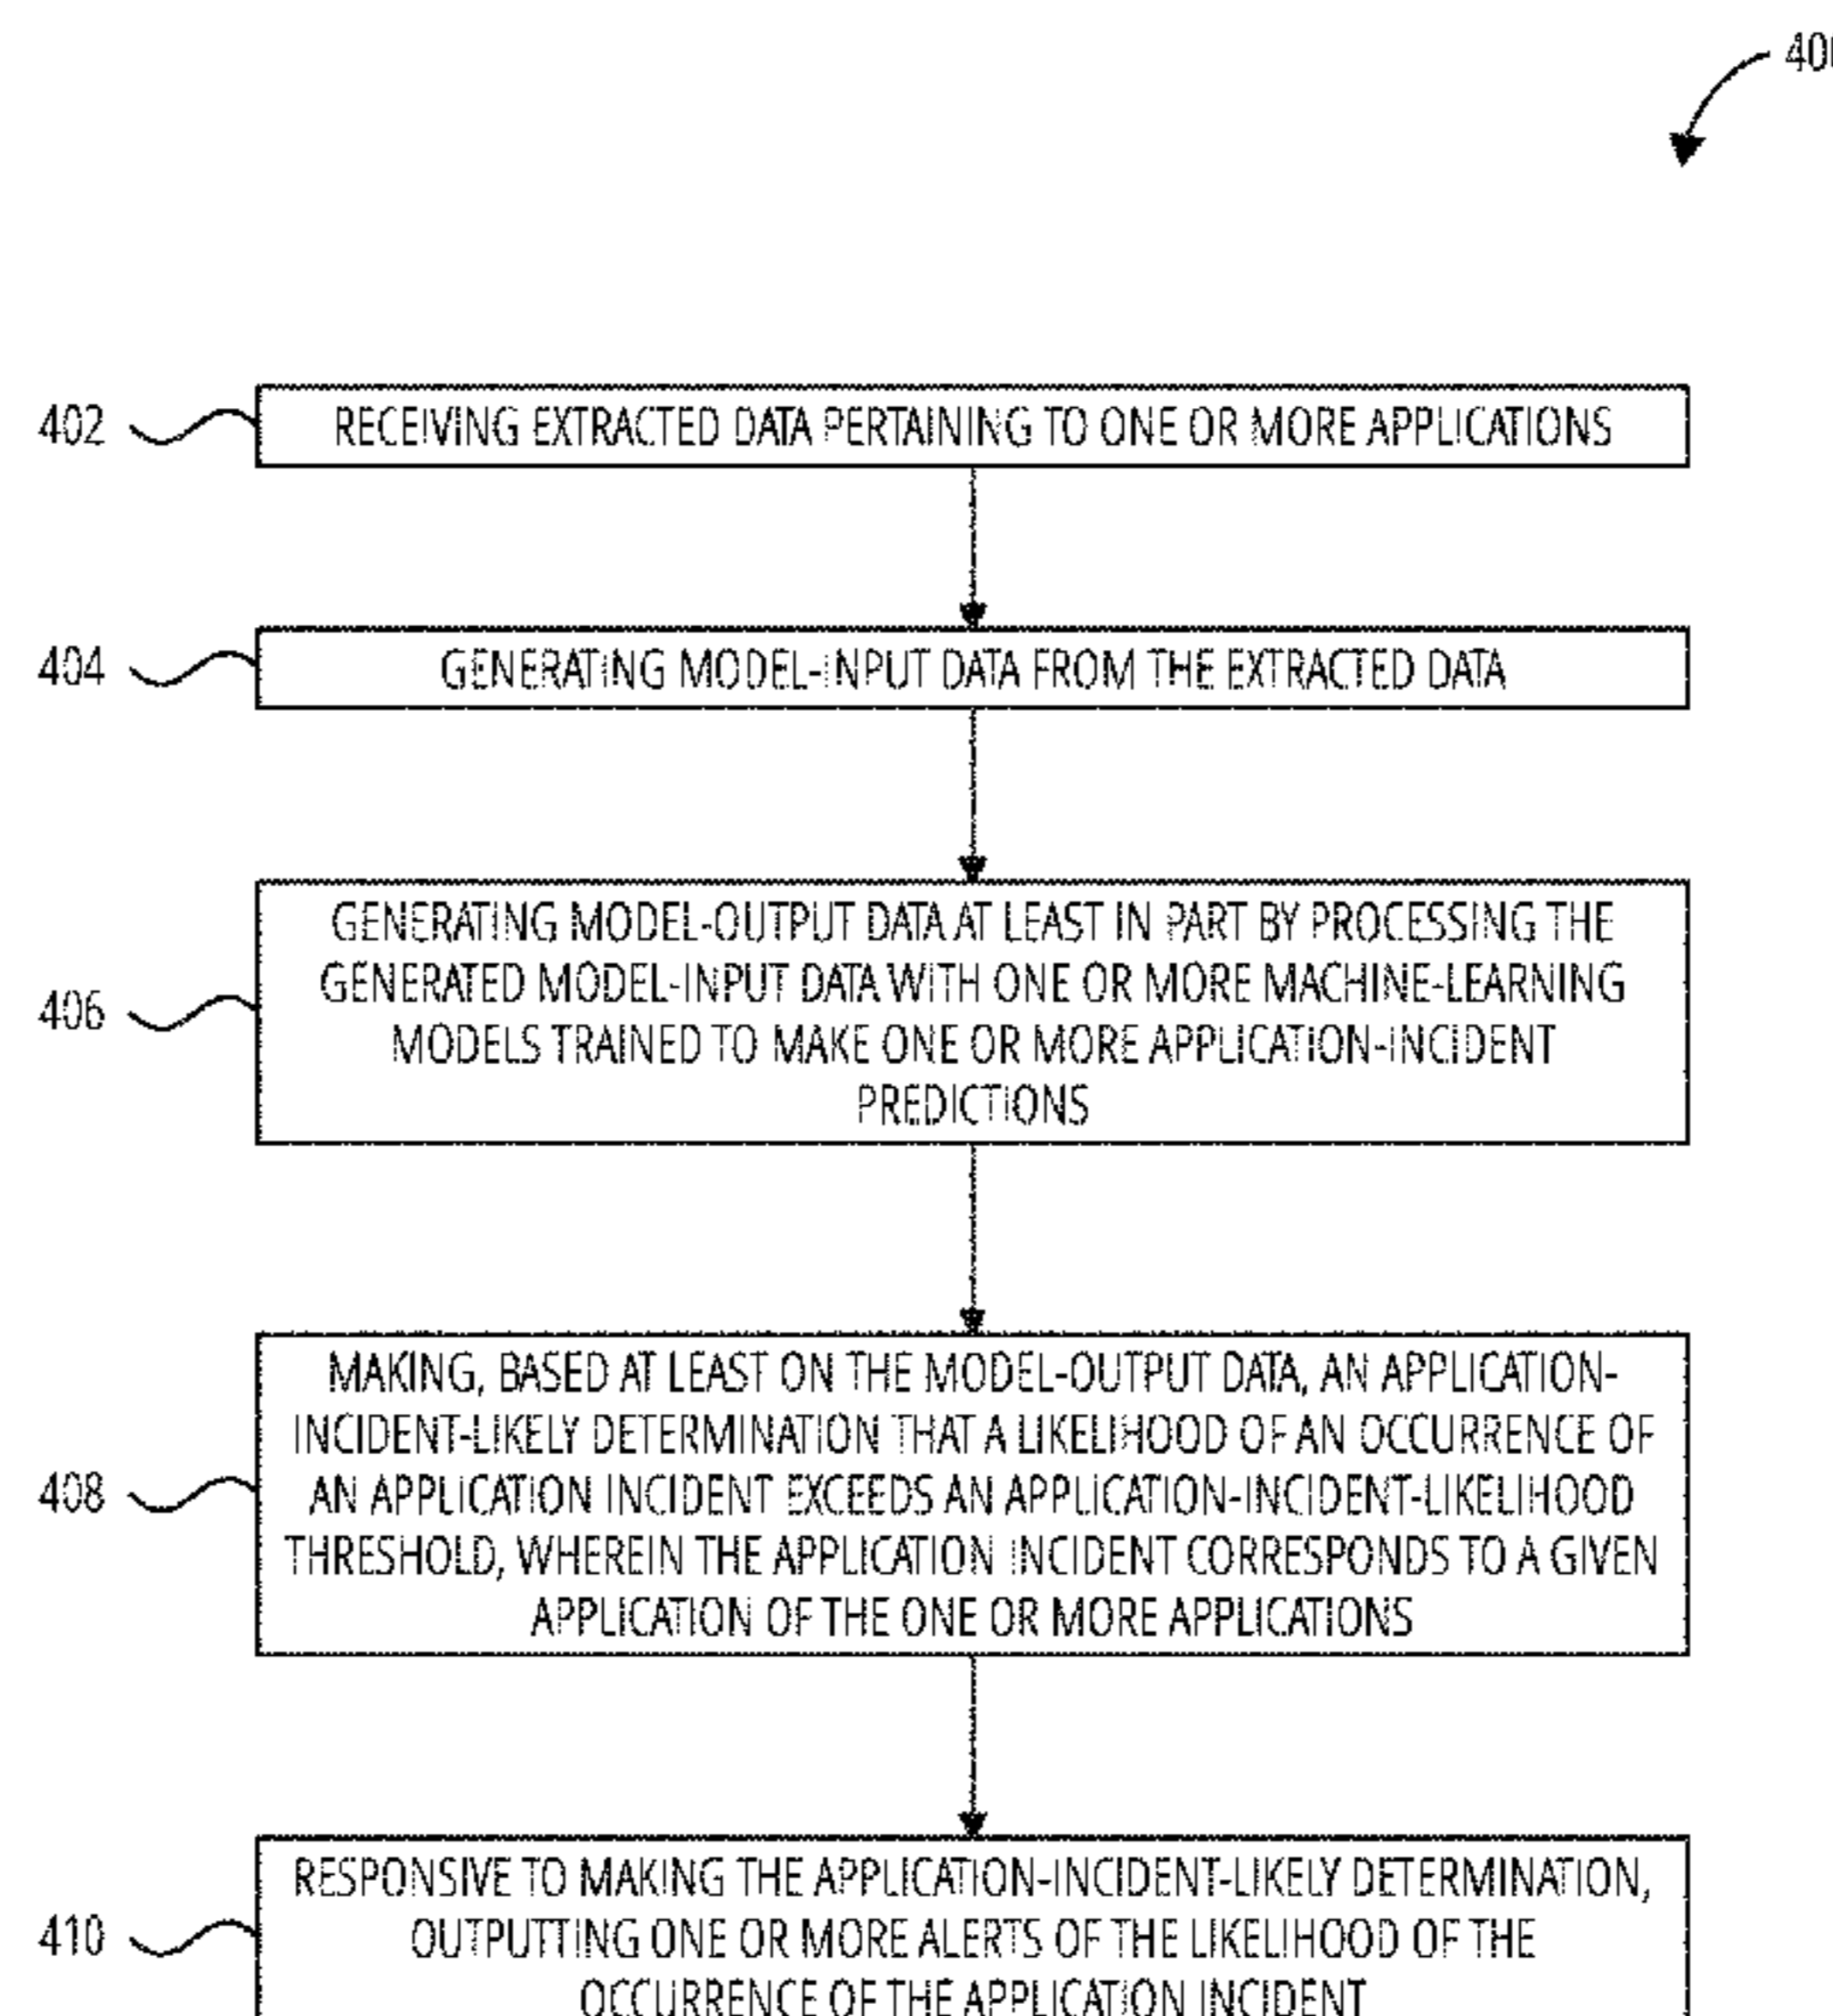 402
RECEIVING EXTRACTED DATA PERTAINING TO ONE OR MORE APPLICATIONS
404
GENERATING MODEL-INPUT DATA FROM THE EXTRACTED DATA
406
GENERATING MODEL-OUTPUT DATA AT LEAST IN PART BY PROCESSING THE
GENERATED MODEL-INPUT DATA WITH ONE OR MORE MACHINE-LEARNING
MODELS TRAINED TO MAKE ONE OR MORE APPLICATION-INCIDENT
PREDICTIONS
408
MAKING, BASED AT LEAST ON THE MODEL-OUTPUT DATA, AN APPLICATION-
INCIDENT-LIKELY DETERMINATION THAT A LIKELIHOOD OF AN OCCURRENCE OF
AN APPLICATION INCIDENT EXCEEDS AN APPLICATION-INCIDENT-LIKELIHOOD
THRESHOLD, WHEREIN THE APPLICATION INCIDENT CORRESPONDS TO A GIVEN
APPLICATION OF THE ONE OR MORE APPLICATIONS
410
RESPONSIVE TO MAKING THE APPLICATION-INCIDENT-LIKELY DETERMINATION,
OUTPUTTING ONE OR MORE ALERTS OF THE LIKELIHOOD OF THE
OCCURRENCE OF THE APPLICATION INCIDENT